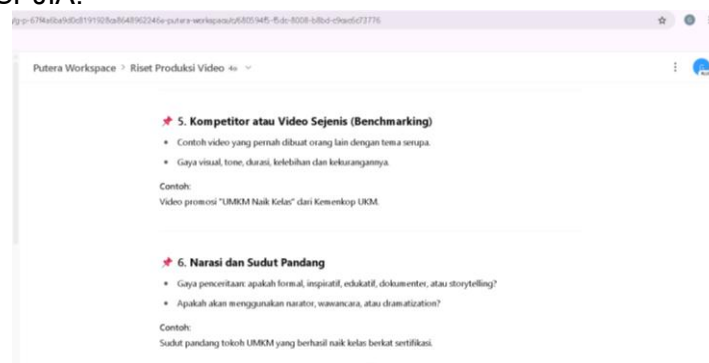 Putera Workspace > Riset Produksi Video 4o
📌 5. Kompetitor atau Video Sejenis (Benchmarking)
• Contoh video yang pernah dibuat orang lain dengan tema serupa.
• Gaya visual, tone, durasi, kelebihan dan kekurangannya.
Contoh:
Video promosi "UMKM Naik Kelas" dari Kemenkop UKM.
📌 6. Narasi dan Sudut Pandang
• Gaya penceritaan: apakah formal, inspiratif, edukatif, dokumenter, atau storytelling?
• Apakah akan menggunakan narator, wawancara, atau dramatization?
Contoh:
Sudut pandang tokoh UMKM yang berhasil naik kelas berkat sertifikasi.